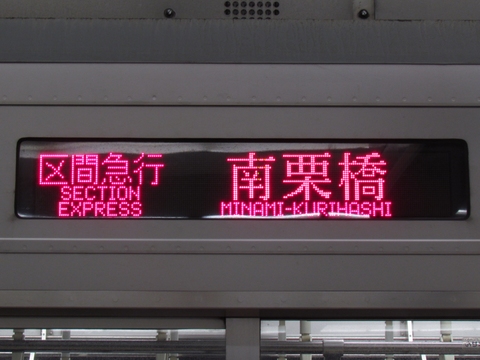 区間急行
SECTION
EXPRESS
南栗橋
MINAMI-KURIHASHI